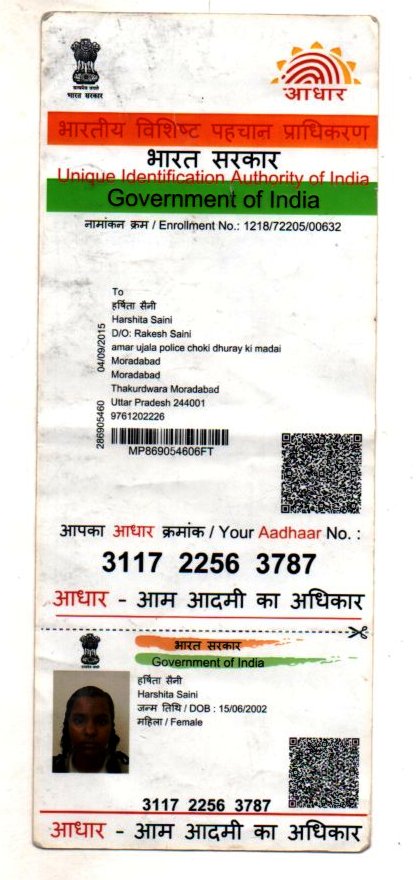 भारत सरकार
आधार
भारतीय विशिष्ट पहचान प्राधिकरण
भारत सरकार
Unique Identification Authority of India
Government of India
नामांकन क्रम / Enrollment No.: 1218/72205/00632
To
हर्षिता सैनी
Harshita Saini
D/O: Rakesh Saini
amar ujala police choki dhuray ki madai
Moradabad
Moradabad
Thakurdwara Moradabad
Uttar Pradesh 244001
9761202226
286905460 04/09/2015
MP869054606FT
आपका आधार क्रमांक / Your Aadhaar No. :
3117 2256 3787
आधार - आम आदमी का अधिकार
भारत सरकार
Government of India
हर्षिता सैनी
Harshita Saini
जन्म तिथि / DOB : 15/06/2002
महिला / Female
3117 2256 3787
आधार - आम आदमी का अधिकार